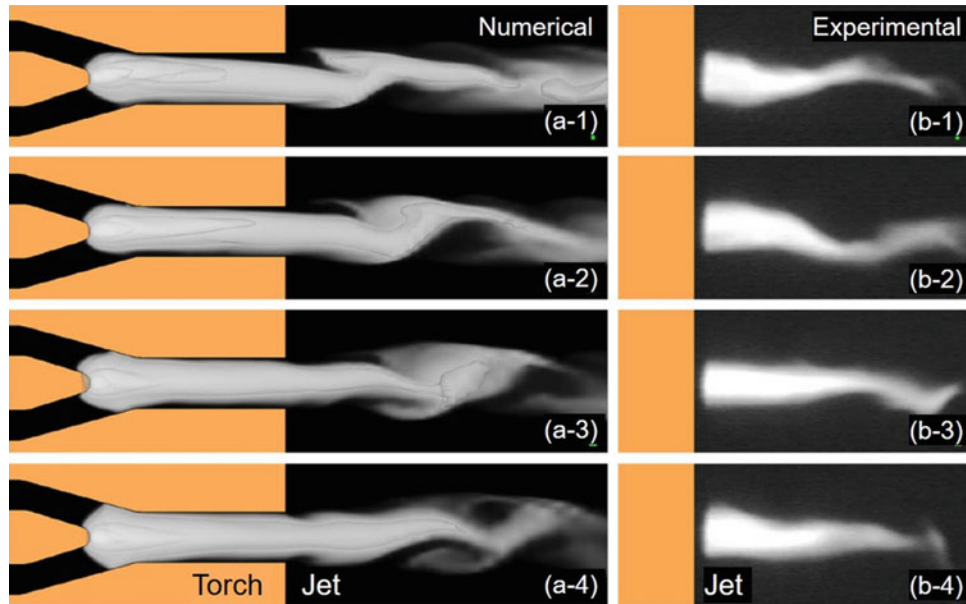 Numerical
Experimental
(a-1)
(b-1)
(a-2)
(b-2)
(a-3)
(b-3)
Torch
Jet
(a-4)
Jet
(b-4)